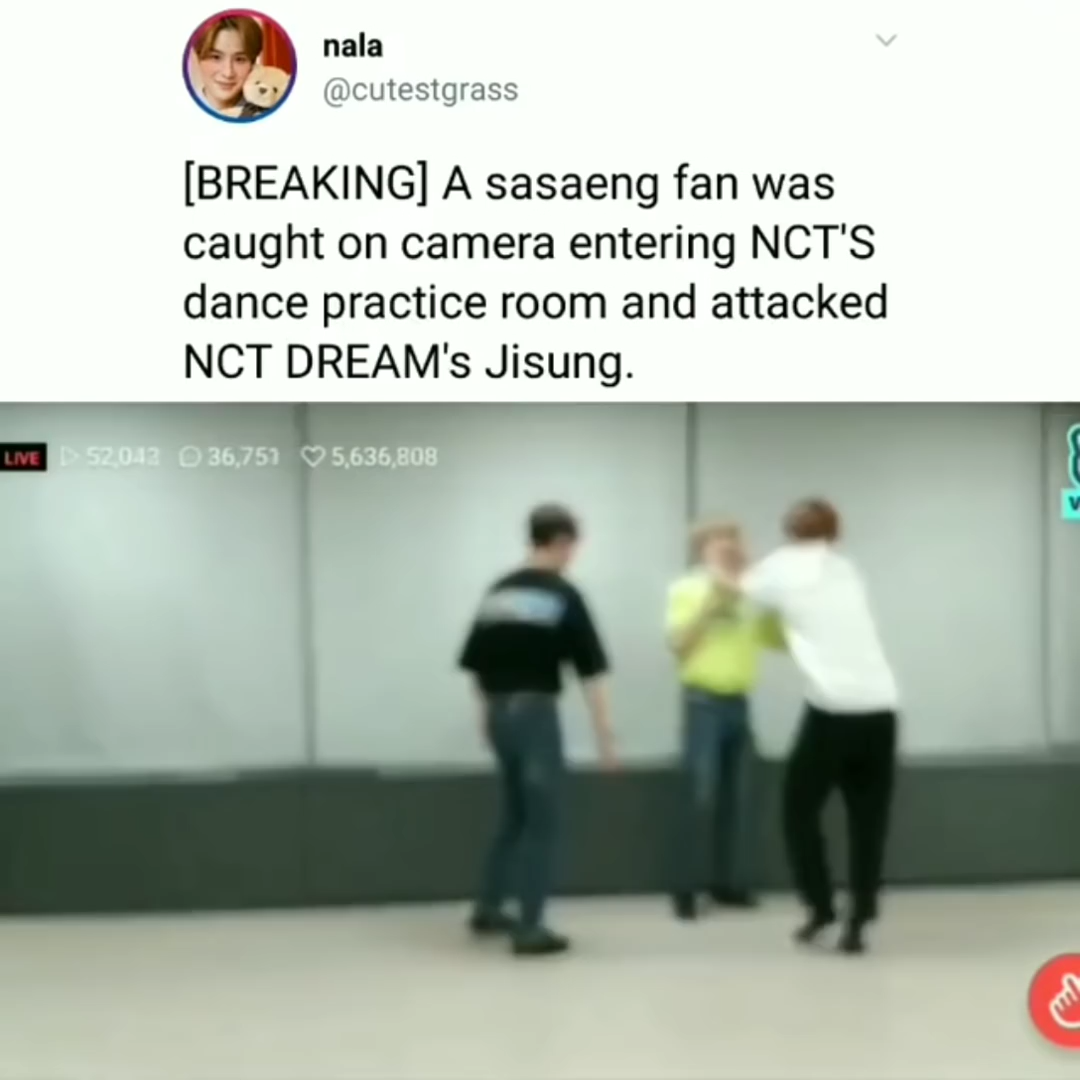 nala
@cutestgrass
[BREAKING] A sasaeng fan was
caught on camera entering NCT'S
dance practice room and attacked
NCT DREAM's Jisung.
LIVE 52,042 36,751 5,636,808
V